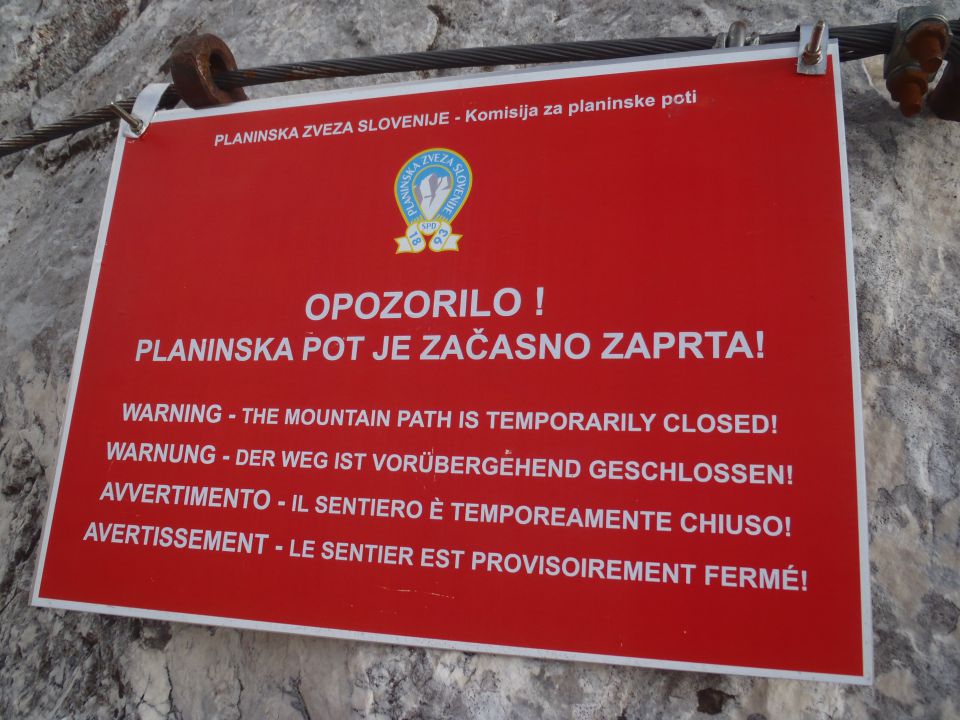 PLANINSKA ZVEZA SLOVENIJE - Komisija za planinske poti
PLANINSKA ZVEZA SLOVENIJE
SPD
1893
OPOZORILO !
PLANINSKA POT JE ZAČASNO ZAPRTA!
WARNING - THE MOUNTAIN PATH IS TEMPORARILY CLOSED!
WARNUNG - DER WEG IST VORÜBERGEHEND GESCHLOSSEN!
AVVERTIMENTO - IL SENTIERO È TEMPOREAMENTE CHIUSO!
AVERTISSEMENT - LE SENTIER EST PROVISOIREMENT FERMÉ!